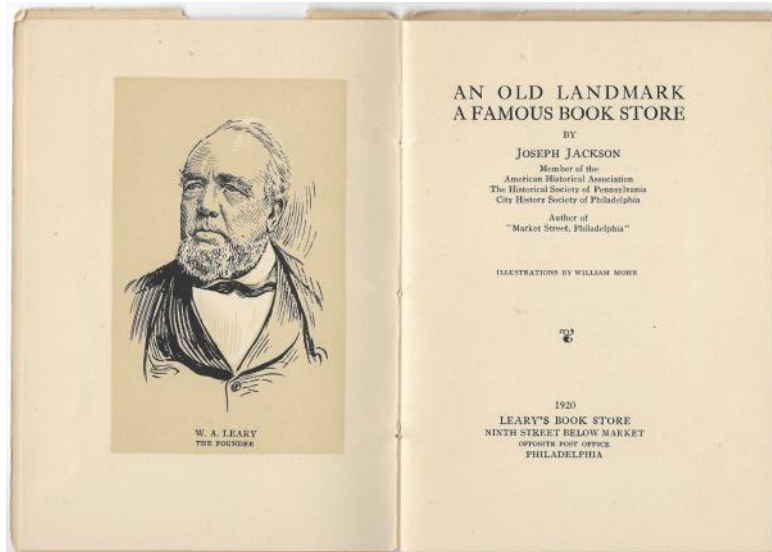 W. A. LEARY
THE FOUNDER
AN OLD LANDMARK
A FAMOUS BOOK STORE
BY
JOSEPH JACKSON
Member of the
American Historical Association
The Historical Society of Pennsylvania
City History Society of Philadelphia
Author of
"Market Street, Philadelphia"
ILLUSTRATIONS BY WILLIAM MOHR
1920
LEARY'S BOOK STORE
NINTH STREET BELOW MARKET
OPPOSITE POST OFFICE
PHILADELPHIA